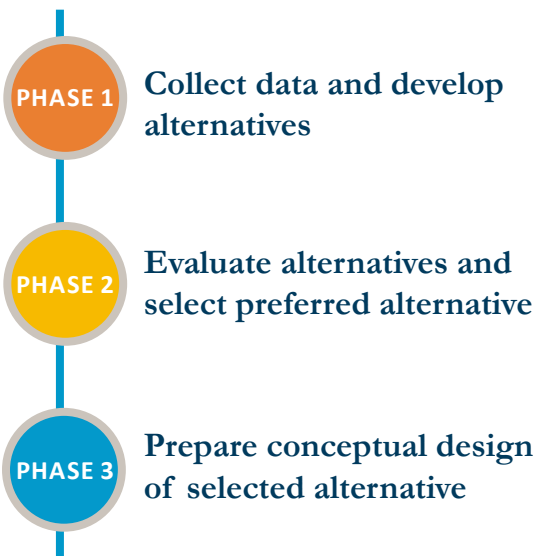 PHASE 1
Collect data and develop
alternatives
PHASE 2
Evaluate alternatives and
select preferred alternative
PHASE 3
Prepare conceptual design
of selected alternative